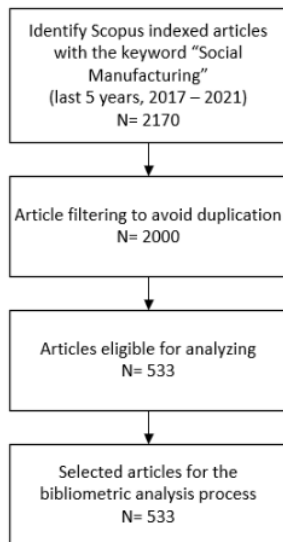 Identify Scopus indexed articles
with the keyword “Social
Manufacturing”
(last 5 years, 2017 – 2021)
N= 2170
Article filtering to avoid duplication
N= 2000
Articles eligible for analyzing
N= 533
Selected articles for the
bibliometric analysis process
N= 533